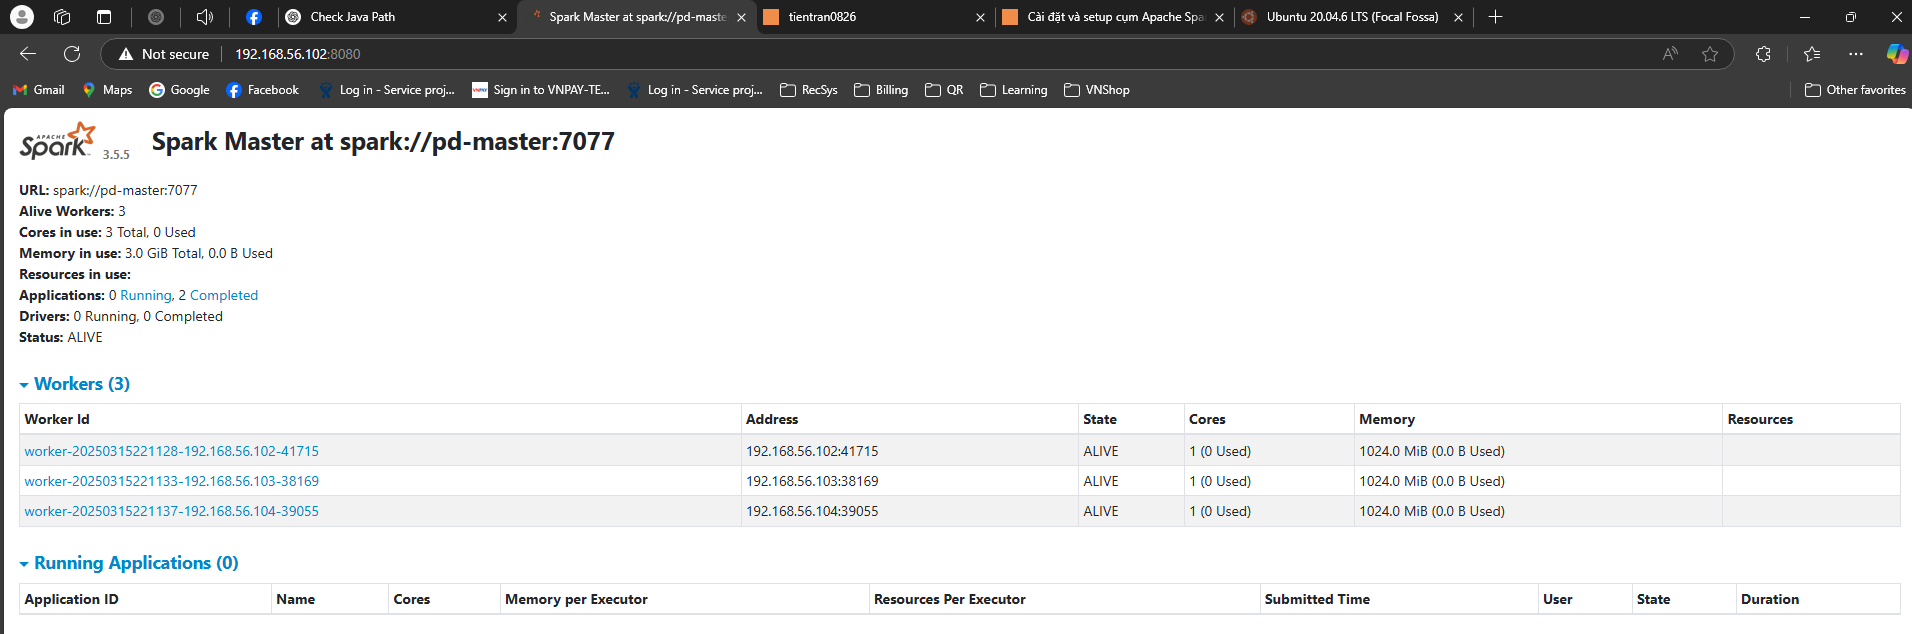 Check Java Path
Spark Master at spark://pd-maste
tientran0826
Cài đặt và setup cụm Apache Spa
Ubuntu 20.04.6 LTS (Focal Fossa)
Not secure
192.168.56.102:8080
Gmail
Maps
Google
Facebook
Log in - Service proj...
Sign in to VNPAY-TE...
Log in - Service proj...
RecSys
Billing
QR
Learning
VNShop
Other favorites
APACHE Spark 3.5.5
Spark Master at spark://pd-master:7077
URL: spark://pd-master:7077
Alive Workers: 3
Cores in use: 3 Total, 0 Used
Memory in use: 3.0 GiB Total, 0.0 B Used
Resources in use:
Applications: 0 Running, 2 Completed
Drivers: 0 Running, 0 Completed
Status: ALIVE
Workers (3)
Worker Id Address State Cores Memory Resources
worker-20250315221128-192.168.56.102-41715 192.168.56.102:41715 ALIVE 1 (0 Used) 1024.0 MiB (0.0 B Used)
worker-20250315221133-192.168.56.103-38169 192.168.56.103:38169 ALIVE 1 (0 Used) 1024.0 MiB (0.0 B Used)
worker-20250315221137-192.168.56.104-39055 192.168.56.104:39055 ALIVE 1 (0 Used) 1024.0 MiB (0.0 B Used)
Running Applications (0)
Application ID Name Cores Memory per Executor Resources Per Executor Submitted Time User State Duration